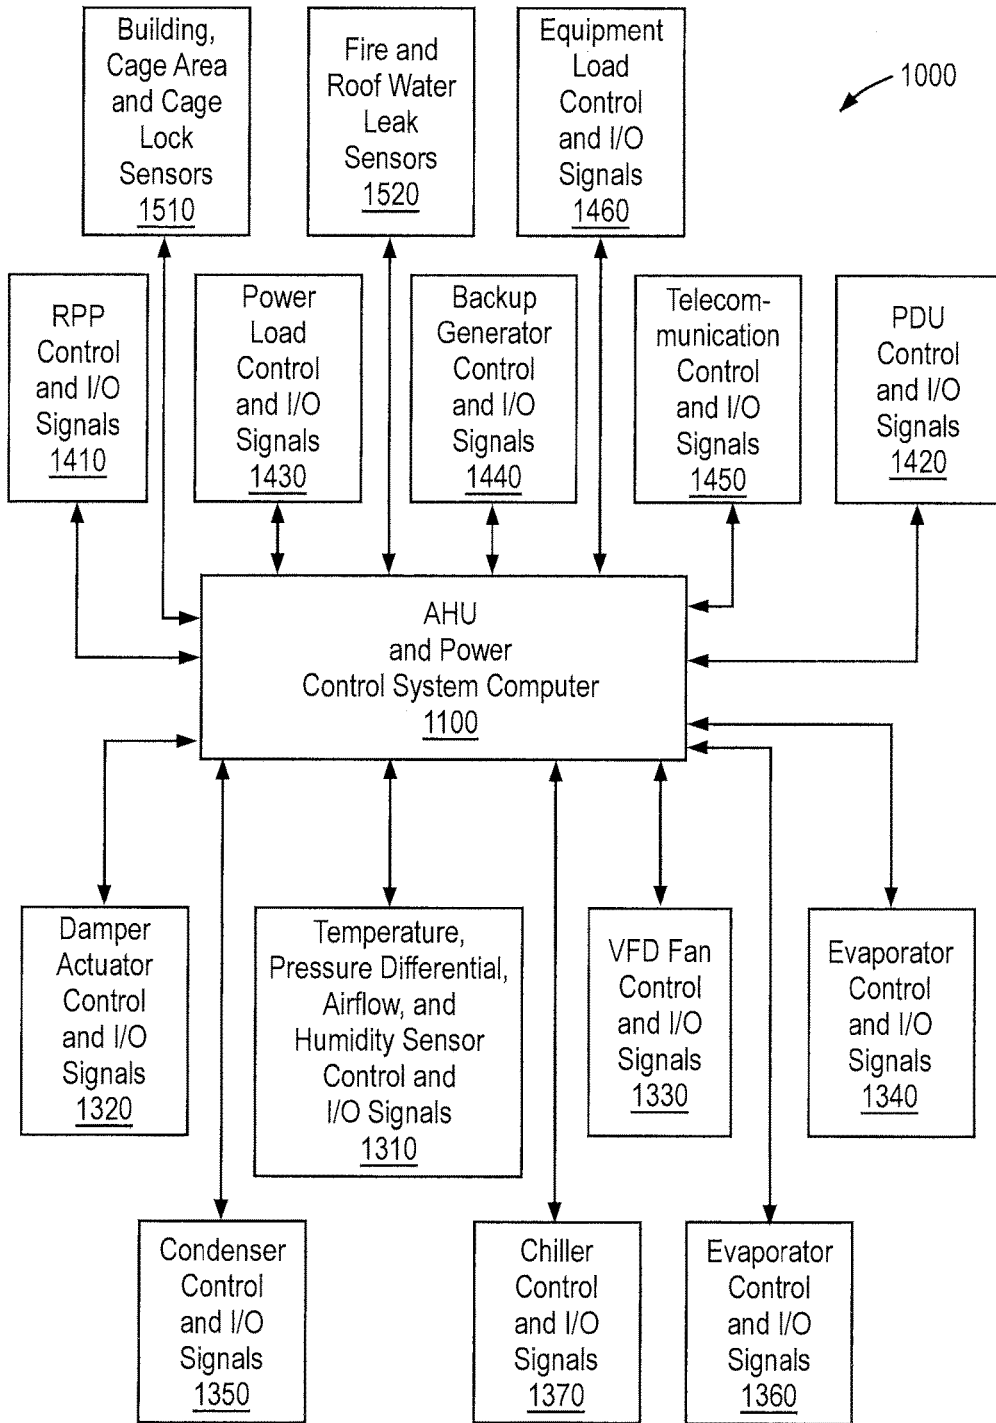 Building,
Cage Area
and Cage
Lock
Sensors
1510
Fire and
Roof Water
Leak
Sensors
1520
Equipment
Load
Control
and I/O
Signals
1460
1000
RPP
Control
and I/O
Signals
1410
Power
Load
Control
and I/O
Signals
1430
Backup
Generator
Control
and I/O
Signals
1440
Telecom-
munication
Control
and I/O
Signals
1450
PDU
Control
and I/O
Signals
1420
AHU
and Power
Control System Computer
1100
Damper
Actuator
Control
and I/O
Signals
1320
Temperature,
Pressure Differential,
Airflow, and
Humidity Sensor
Control and
I/O Signals
1310
VFD Fan
Control
and I/O
Signals
1330
Evaporator
Control
and I/O
Signals
1340
Condenser
Control
and I/O
Signals
1350
Chiller
Control
and I/O
Signals
1370
Evaporator
Control
and I/O
Signals
1360